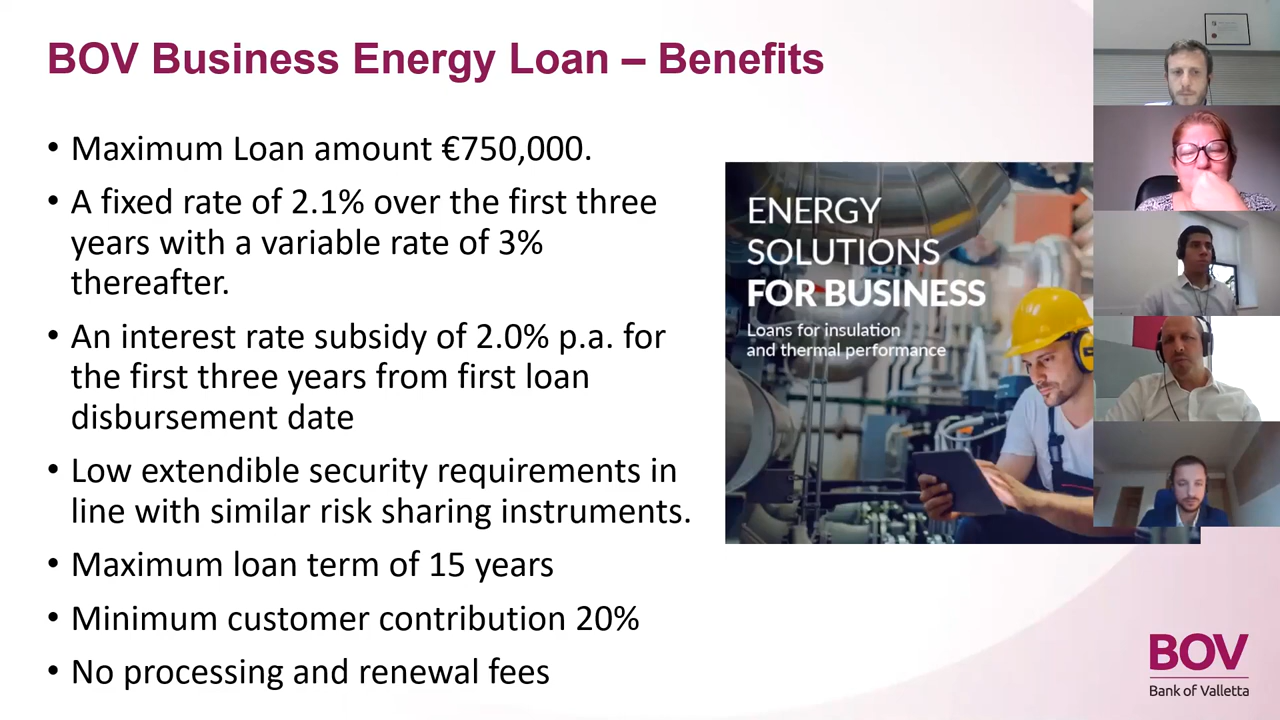 BOV Business Energy Loan – Benefits
• Maximum Loan amount €750,000.
• A fixed rate of 2.1% over the first three
years with a variable rate of 3%
thereafter.
• An interest rate subsidy of 2.0% p.a. for
the first three years from first loan
disbursement date
• Low extendible security requirements in
line with similar risk sharing instruments.
• Maximum loan term of 15 years
• Minimum customer contribution 20%
• No processing and renewal fees
ENERGY
SOLUTIONS
FOR BUSINESS
Loans for insulation
and thermal performance
BOV
Bank of Valletta